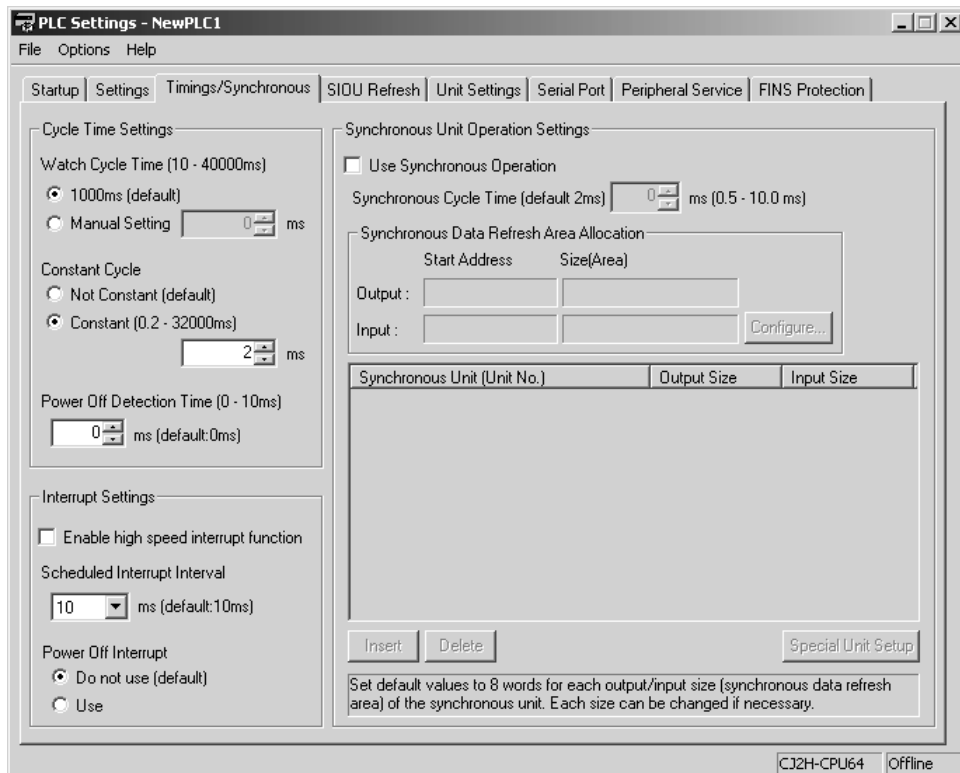 PLC Settings - NewPLC1
File Options Help
Startup Settings Timings/Synchronous SIOU Refresh Unit Settings Serial Port Peripheral Service FINS Protection
Cycle Time Settings
Watch Cycle Time (10 - 40000ms)
1000ms (default)
Manual Setting 0 ms
Constant Cycle
Not Constant (default)
Constant (0.2 - 32000ms)
2 ms
Power Off Detection Time (0 - 10ms)
0 ms (default:0ms)
Interrupt Settings
Enable high speed interrupt function
Scheduled Interrupt Interval
10 ms (default:10ms)
Power Off Interrupt
Do not use (default)
Use
Synchronous Unit Operation Settings
Use Synchronous Operation
Synchronous Cycle Time (default 2ms) 0 ms (0.5 - 10.0 ms)
Synchronous Data Refresh Area Allocation
Start Address Size(Area)
Output :
Input : Configure...
Synchronous Unit (Unit No.) Output Size Input Size
Insert Delete Special Unit Setup
Set default values to 8 words for each output/input size (synchronous data refresh
area) of the synchronous unit. Each size can be changed if necessary.
CJ2H-CPU64 Offline